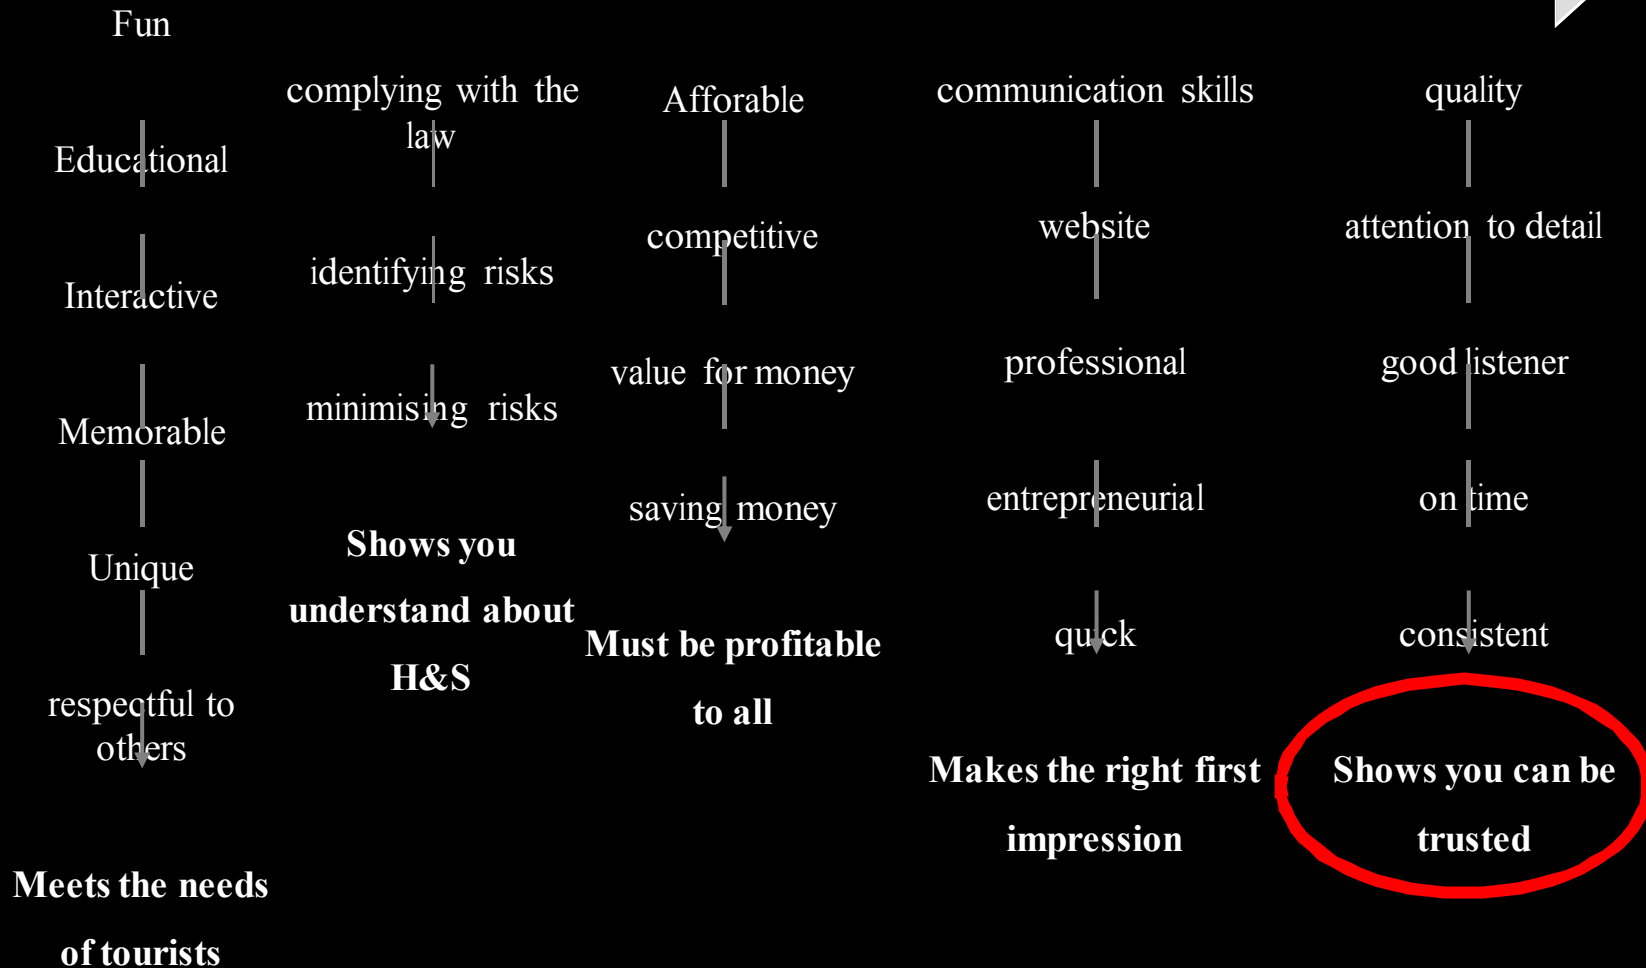 Fun
Educational
Interactive
Memorable
Unique
respectful to
others
Meets the needs
of tourists
complying with the
law
identifying risks
minimising risks
Shows you
understand about
H&S
Afforable
competitive
value for money
saving money
Must be profitable
to all
communication skills
website
professional
entrepreneurial
quick
Makes the right first
impression
quality
attention to detail
good listener
on time
consistent
Shows you can be
trusted